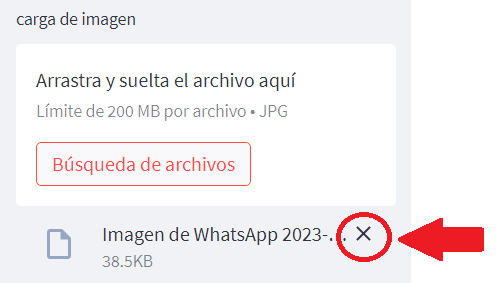 carga de imagen
Arrastra y suelta el archivo aquí
Límite de 200 MB por archivo • JPG
Búsqueda de archivos
Imagen de WhatsApp 2023-...
38.5KB